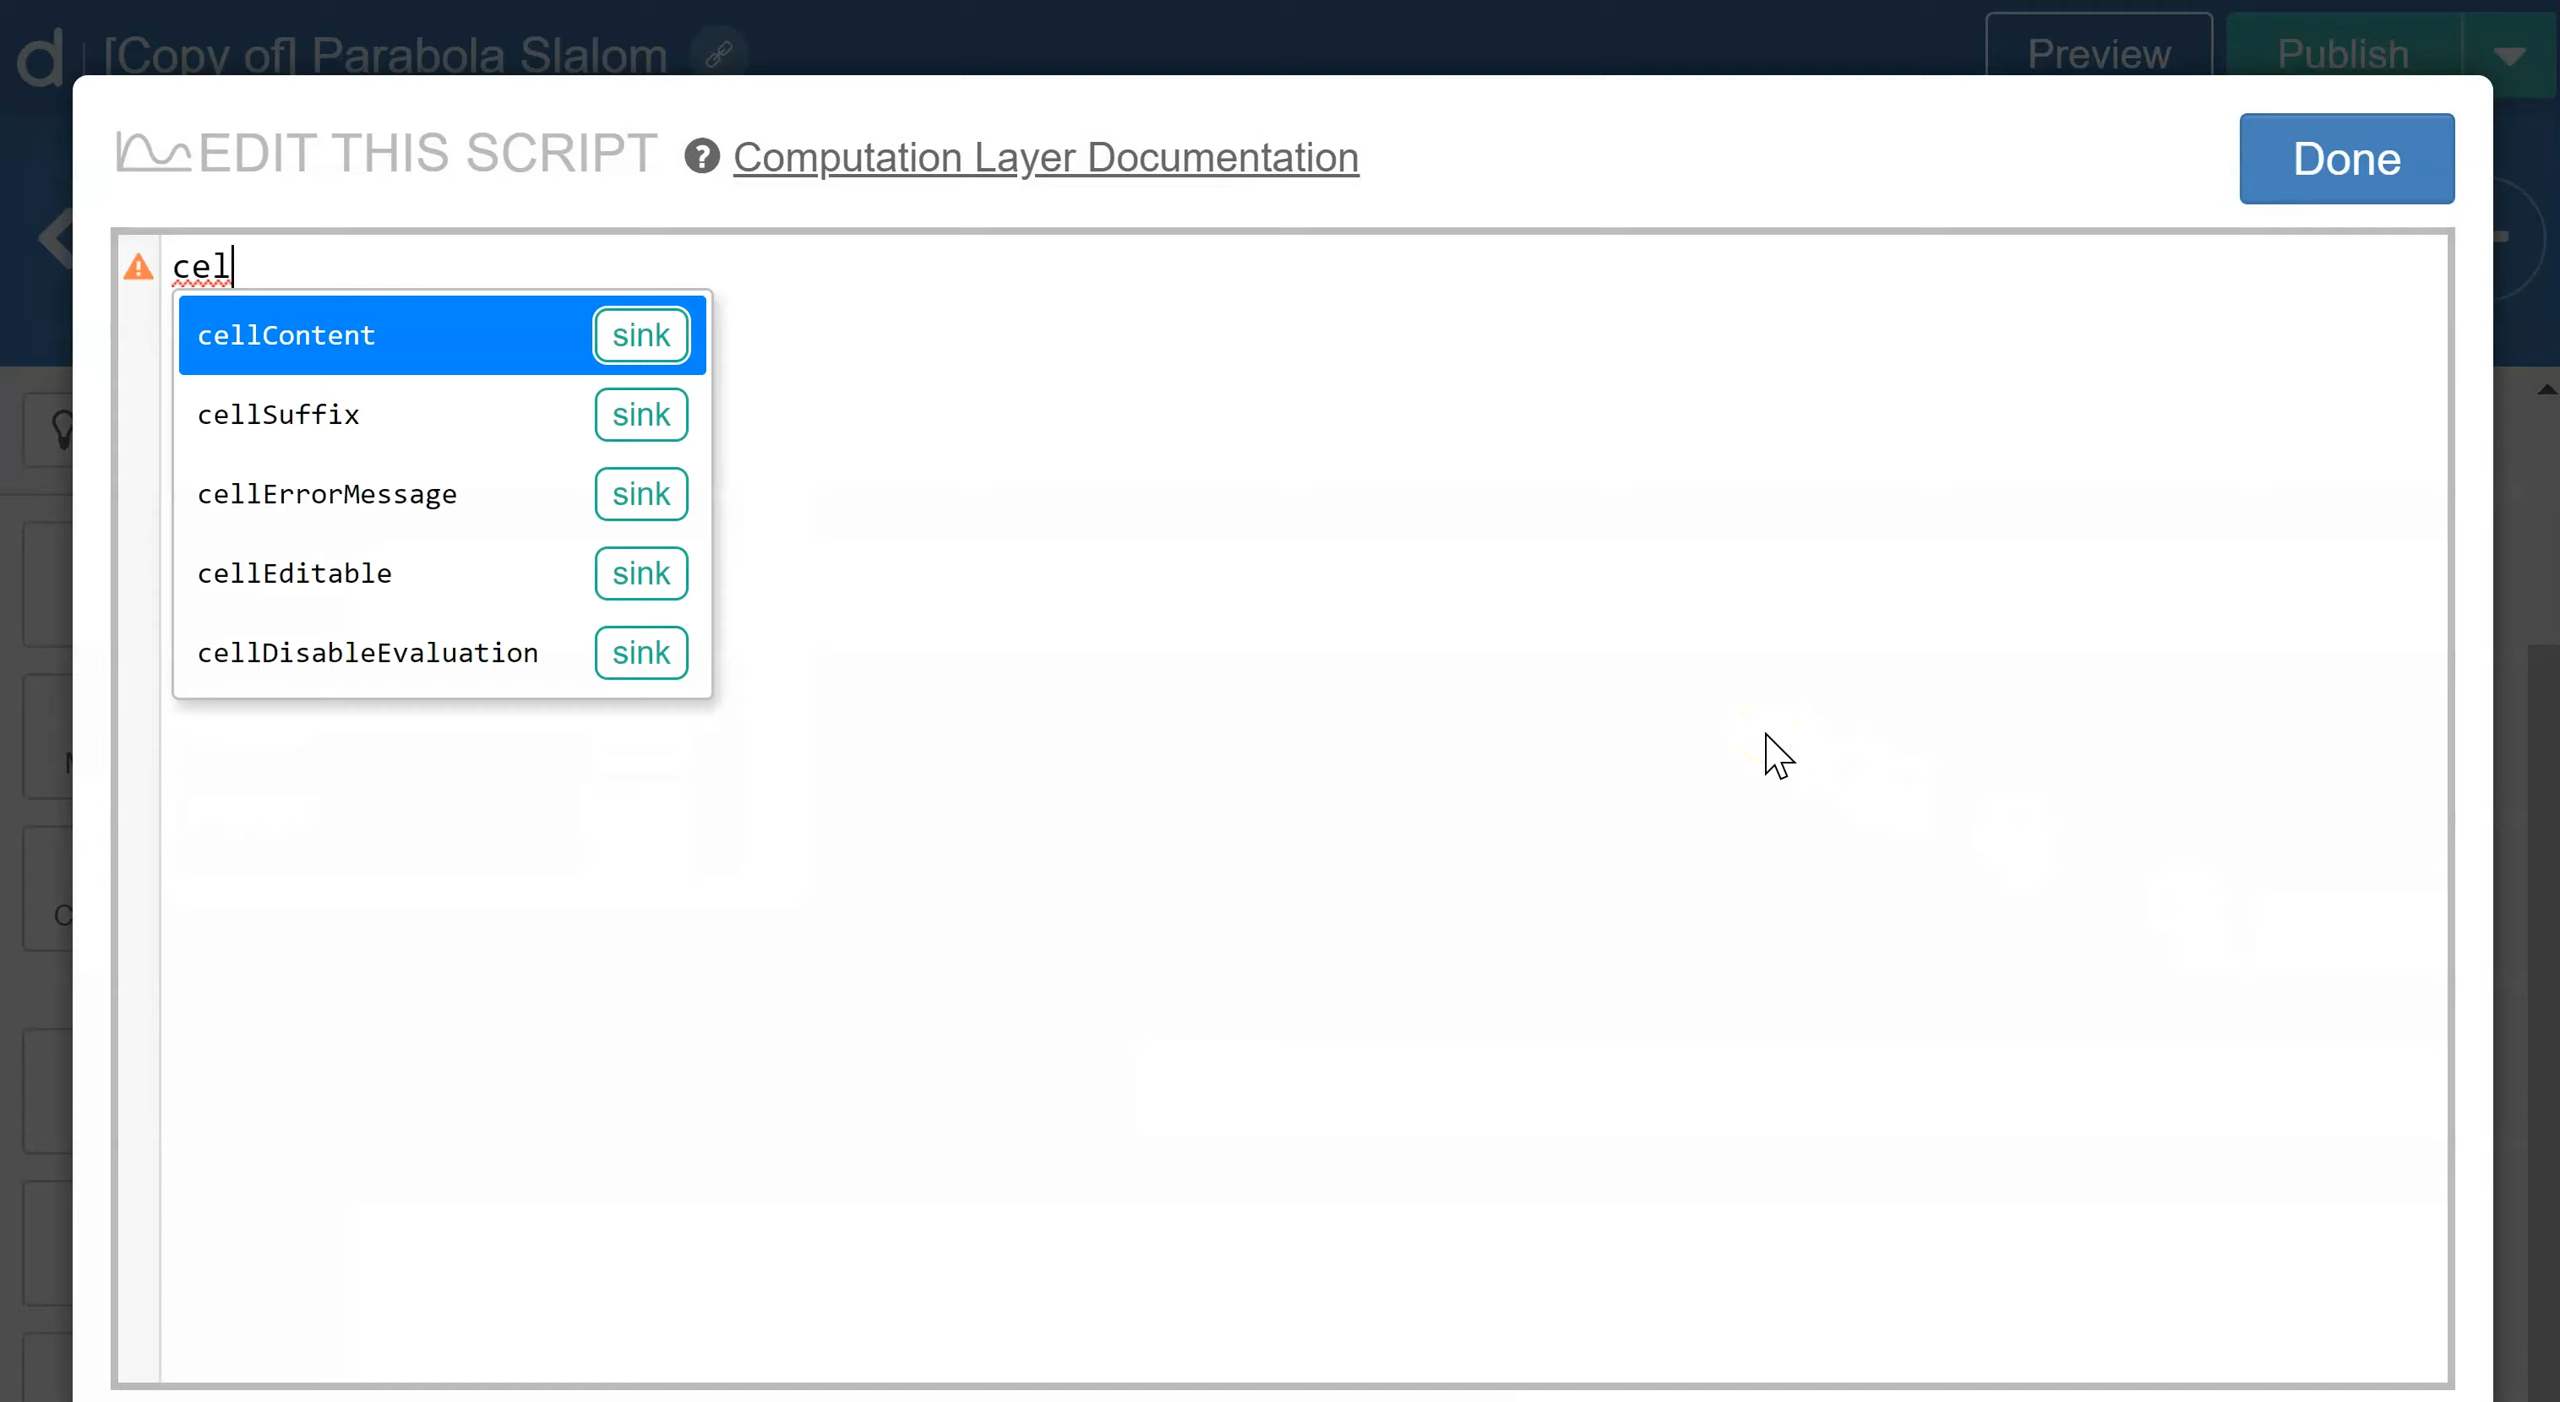 d [Copy of] Parabola Slalom Preview Publish
EDIT THIS SCRIPT ? Computation Layer Documentation Done
cel
cellContent sink
cellSuffix sink
cellErrorMessage sink
cellEditable sink
cellDisableEvaluation sink